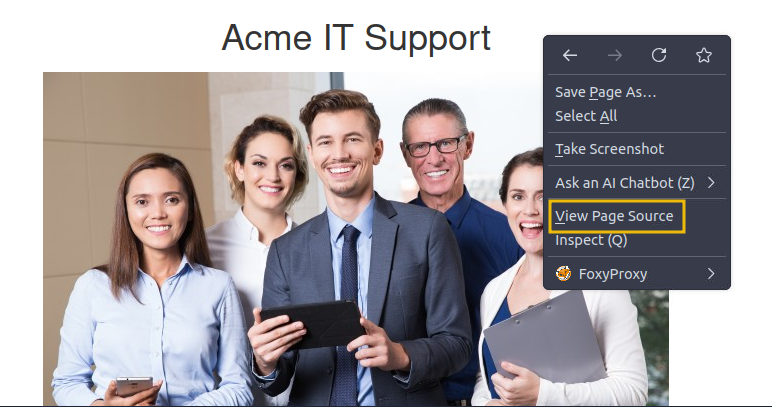 Acme IT Support
Save Page As…
Select All
Take Screenshot
Ask an AI Chatbot (Z)
View Page Source
Inspect (Q)
FoxyProxy